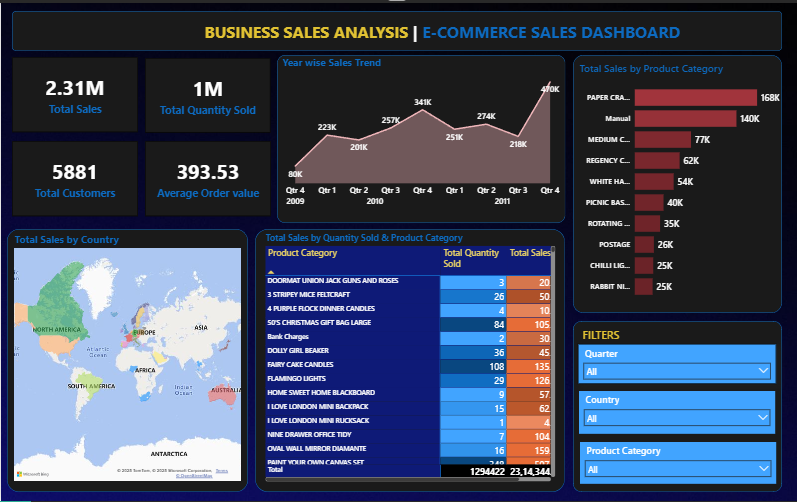 BUSINESS SALES ANALYSIS | E-COMMERCE SALES DASHBOARD
2.31M
Total Sales
1M
Total Quantity Sold
5881
Total Customers
393.53
Average Order value
Year wise Sales Trend
80K
223K
201K
257K
341K
251K
274K
218K
470K
Qtr 4 Qtr 1 Qtr 2 Qtr 3 Qtr 4 Qtr 1 Qtr 2 Qtr 3 Qtr 4
2009 2010 2011
Total Sales by Product Category
PAPER CRA... 168K
Manual 140K
MEDIUM C... 77K
REGENCY C... 62K
WHITE HA... 54K
PICNIC BAS... 40K
ROTATING ... 35K
POSTAGE 26K
CHILLI LIG... 25K
RABBIT NI... 25K
Total Sales by Country
NORTH AMERICA
EUROPE
ASIA
Atlantic
Ocean
AFRICA
SOUTH AMERICA
Indian
Ocean
AUSTRALIA
ANTARCTICA
Microsoft Bing
© 2025 TomTom, © 2025 Microsoft Corporation Terms
© OpenStreetMap
Total Sales by Quantity Sold & Product Category
Product Category Total Quantity Sold Total Sales
DOORMAT UNION JACK GUNS AND ROSES 3 20
3 STRIPEY MICE FELTCRAFT 26 50
4 PURPLE FLOCK DINNER CANDLES 4 10
50'S CHRISTMAS GIFT BAG LARGE 84 105
Bank Charges 2 30
DOLLY GIRL BEAKER 36 45
FAIRY CAKE CANDLES 108 135
FLAMINGO LIGHTS 29 126
HOME SWEET HOME BLACKBOARD 9 57
I LOVE LONDON MINI BACKPACK 15 62
I LOVE LONDON MINI RUCKSACK 1 4
NINE DRAWER OFFICE TIDY 7 104
OVAL WALL MIRROR DIAMANTE 16 159
PAINT YOUR OWN CANVAS SET 248 507
Total 1294422 23,14,344.
FILTERS
Quarter
All
Country
All
Product Category
All